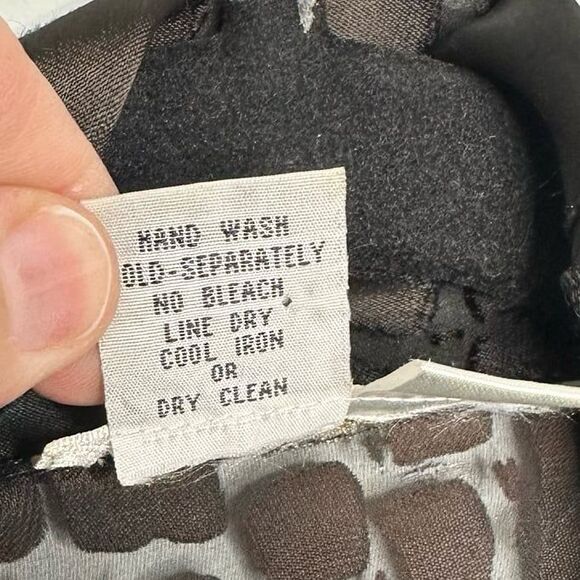 HAND WASH
OLD-SEPARATELY
NO BLEACH
LINE DRY
COOL IRON
OR
DRY CLEAN